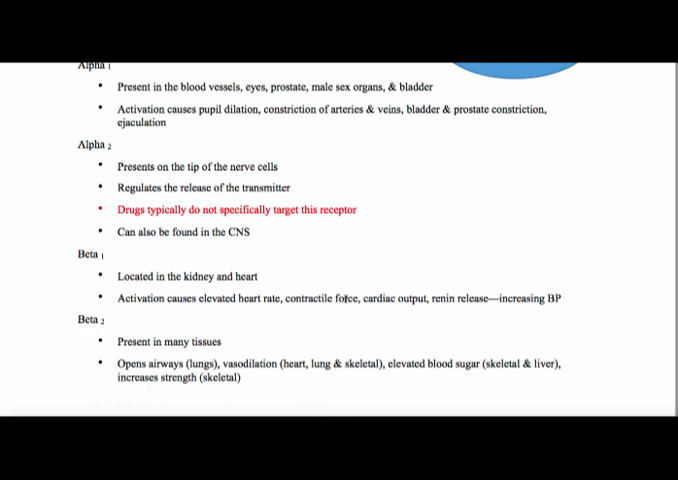 Alpha 1
• Present in the blood vessels, eyes, prostate, male sex organs, & bladder
• Activation causes pupil dilation, constriction of arteries & veins, bladder & prostate constriction,
ejaculation
Alpha 2
• Presents on the tip of the nerve cells
• Regulates the release of the transmitter
• Drugs typically do not specifically target this receptor
• Can also be found in the CNS
Beta 1
• Located in the kidney and heart
• Activation causes elevated heart rate, contractile force, cardiac output, renin release—increasing BP
Beta 2
• Present in many tissues
• Opens airways (lungs), vasodilation (heart, lung & skeletal), elevated blood sugar (skeletal & liver),
increases strength (skeletal)